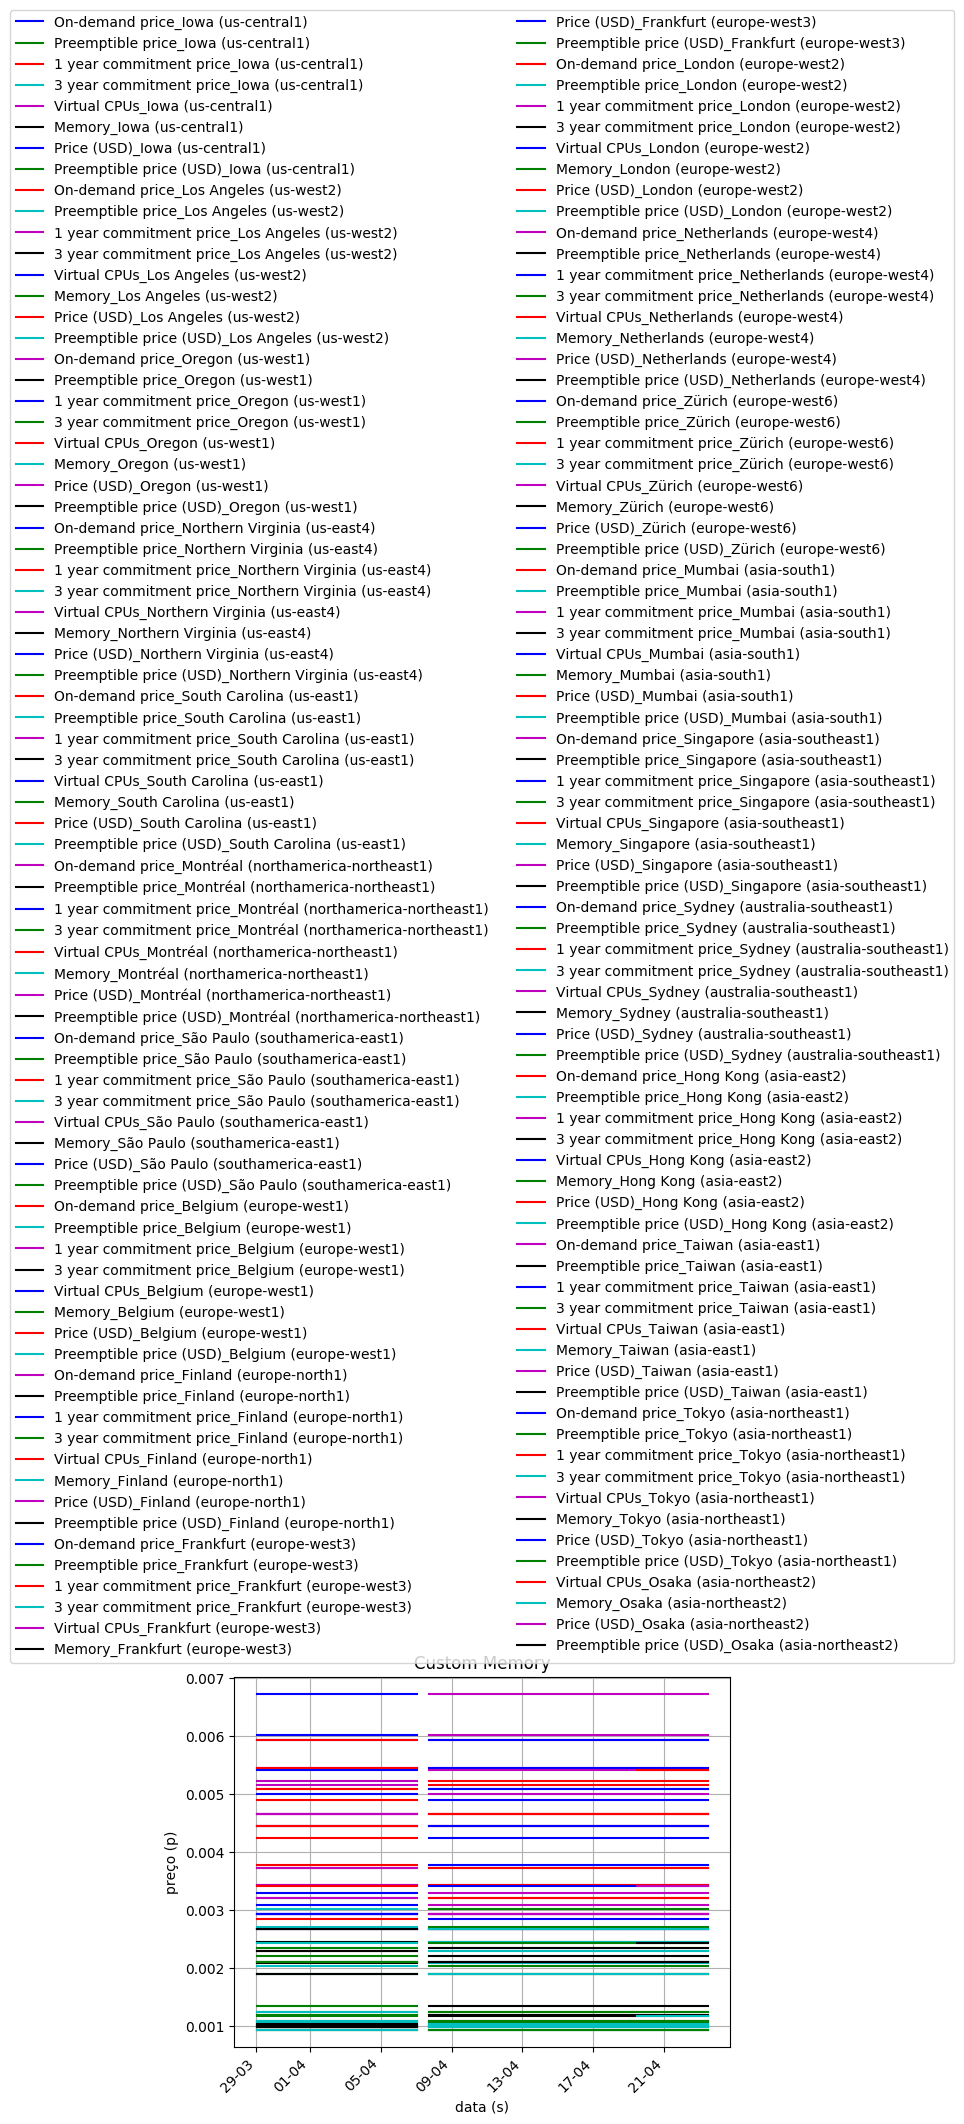 On-demand price_Iowa (us-central1)
Preemptible price_Iowa (us-central1)
1 year commitment price_Iowa (us-central1)
3 year commitment price_Iowa (us-central1)
Virtual CPUs_Iowa (us-central1)
Memory_Iowa (us-central1)
Price (USD)_Iowa (us-central1)
Preemptible price (USD)_Iowa (us-central1)
On-demand price_Los Angeles (us-west2)
Preemptible price_Los Angeles (us-west2)
1 year commitment price_Los Angeles (us-west2)
3 year commitment price_Los Angeles (us-west2)
Virtual CPUs_Los Angeles (us-west2)
Memory_Los Angeles (us-west2)
Price (USD)_Los Angeles (us-west2)
Preemptible price (USD)_Los Angeles (us-west2)
On-demand price_Oregon (us-west1)
Preemptible price_Oregon (us-west1)
1 year commitment price_Oregon (us-west1)
3 year commitment price_Oregon (us-west1)
Virtual CPUs_Oregon (us-west1)
Memory_Oregon (us-west1)
Price (USD)_Oregon (us-west1)
Preemptible price (USD)_Oregon (us-west1)
On-demand price_Northern Virginia (us-east4)
Preemptible price_Northern Virginia (us-east4)
1 year commitment price_Northern Virginia (us-east4)
3 year commitment price_Northern Virginia (us-east4)
Virtual CPUs_Northern Virginia (us-east4)
Memory_Northern Virginia (us-east4)
Price (USD)_Northern Virginia (us-east4)
Preemptible price (USD)_Northern Virginia (us-east4)
On-demand price_South Carolina (us-east1)
Preemptible price_South Carolina (us-east1)
1 year commitment price_South Carolina (us-east1)
3 year commitment price_South Carolina (us-east1)
Virtual CPUs_South Carolina (us-east1)
Memory_South Carolina (us-east1)
Price (USD)_South Carolina (us-east1)
Preemptible price (USD)_South Carolina (us-east1)
On-demand price_Montréal (northamerica-northeast1)
Preemptible price_Montréal (northamerica-northeast1)
1 year commitment price_Montréal (northamerica-northeast1)
3 year commitment price_Montréal (northamerica-northeast1)
Virtual CPUs_Montréal (northamerica-northeast1)
Memory_Montréal (northamerica-northeast1)
Price (USD)_Montréal (northamerica-northeast1)
Preemptible price (USD)_Montréal (northamerica-northeast1)
On-demand price_São Paulo (southamerica-east1)
Preemptible price_São Paulo (southamerica-east1)
1 year commitment price_São Paulo (southamerica-east1)
3 year commitment price_São Paulo (southamerica-east1)
Virtual CPUs_São Paulo (southamerica-east1)
Memory_São Paulo (southamerica-east1)
Price (USD)_São Paulo (southamerica-east1)
Preemptible price (USD)_São Paulo (southamerica-east1)
On-demand price_Belgium (europe-west1)
Preemptible price_Belgium (europe-west1)
1 year commitment price_Belgium (europe-west1)
3 year commitment price_Belgium (europe-west1)
Virtual CPUs_Belgium (europe-west1)
Memory_Belgium (europe-west1)
Price (USD)_Belgium (europe-west1)
Preemptible price (USD)_Belgium (europe-west1)
On-demand price_Finland (europe-north1)
Preemptible price_Finland (europe-north1)
1 year commitment price_Finland (europe-north1)
3 year commitment price_Finland (europe-north1)
Virtual CPUs_Finland (europe-north1)
Memory_Finland (europe-north1)
Price (USD)_Finland (europe-north1)
Preemptible price (USD)_Finland (europe-north1)
On-demand price_Frankfurt (europe-west3)
Preemptible price_Frankfurt (europe-west3)
1 year commitment price_Frankfurt (europe-west3)
3 year commitment price_Frankfurt (europe-west3)
Virtual CPUs_Frankfurt (europe-west3)
Memory_Frankfurt (europe-west3)
Price (USD)_Frankfurt (europe-west3)
Preemptible price (USD)_Frankfurt (europe-west3)
On-demand price_London (europe-west2)
Preemptible price_London (europe-west2)
1 year commitment price_London (europe-west2)
3 year commitment price_London (europe-west2)
Virtual CPUs_London (europe-west2)
Memory_London (europe-west2)
Price (USD)_London (europe-west2)
Preemptible price (USD)_London (europe-west2)
On-demand price_Netherlands (europe-west4)
Preemptible price_Netherlands (europe-west4)
1 year commitment price_Netherlands (europe-west4)
3 year commitment price_Netherlands (europe-west4)
Virtual CPUs_Netherlands (europe-west4)
Memory_Netherlands (europe-west4)
Price (USD)_Netherlands (europe-west4)
Preemptible price (USD)_Netherlands (europe-west4)
On-demand price_Zürich (europe-west6)
Preemptible price_Zürich (europe-west6)
1 year commitment price_Zürich (europe-west6)
3 year commitment price_Zürich (europe-west6)
Virtual CPUs_Zürich (europe-west6)
Memory_Zürich (europe-west6)
Price (USD)_Zürich (europe-west6)
Preemptible price (USD)_Zürich (europe-west6)
On-demand price_Mumbai (asia-south1)
Preemptible price_Mumbai (asia-south1)
1 year commitment price_Mumbai (asia-south1)
3 year commitment price_Mumbai (asia-south1)
Virtual CPUs_Mumbai (asia-south1)
Memory_Mumbai (asia-south1)
Price (USD)_Mumbai (asia-south1)
Preemptible price (USD)_Mumbai (asia-south1)
On-demand price_Singapore (asia-southeast1)
Preemptible price_Singapore (asia-southeast1)
1 year commitment price_Singapore (asia-southeast1)
3 year commitment price_Singapore (asia-southeast1)
Virtual CPUs_Singapore (asia-southeast1)
Memory_Singapore (asia-southeast1)
Price (USD)_Singapore (asia-southeast1)
Preemptible price (USD)_Singapore (asia-southeast1)
On-demand price_Sydney (australia-southeast1)
Preemptible price_Sydney (australia-southeast1)
1 year commitment price_Sydney (australia-southeast1)
3 year commitment price_Sydney (australia-southeast1)
Virtual CPUs_Sydney (australia-southeast1)
Memory_Sydney (australia-southeast1)
Price (USD)_Sydney (australia-southeast1)
Preemptible price (USD)_Sydney (australia-southeast1)
On-demand price_Hong Kong (asia-east2)
Preemptible price_Hong Kong (asia-east2)
1 year commitment price_Hong Kong (asia-east2)
3 year commitment price_Hong Kong (asia-east2)
Virtual CPUs_Hong Kong (asia-east2)
Memory_Hong Kong (asia-east2)
Price (USD)_Hong Kong (asia-east2)
Preemptible price (USD)_Hong Kong (asia-east2)
On-demand price_Taiwan (asia-east1)
Preemptible price_Taiwan (asia-east1)
1 year commitment price_Taiwan (asia-east1)
3 year commitment price_Taiwan (asia-east1)
Virtual CPUs_Taiwan (asia-east1)
Memory_Taiwan (asia-east1)
Price (USD)_Taiwan (asia-east1)
Preemptible price (USD)_Taiwan (asia-east1)
On-demand price_Tokyo (asia-northeast1)
Preemptible price_Tokyo (asia-northeast1)
1 year commitment price_Tokyo (asia-northeast1)
3 year commitment price_Tokyo (asia-northeast1)
Virtual CPUs_Tokyo (asia-northeast1)
Memory_Tokyo (asia-northeast1)
Price (USD)_Tokyo (asia-northeast1)
Preemptible price (USD)_Tokyo (asia-northeast1)
Virtual CPUs_Osaka (asia-northeast2)
Memory_Osaka (asia-northeast2)
Price (USD)_Osaka (asia-northeast2)
Preemptible price (USD)_Osaka (asia-northeast2)
Custom Memory
0.007
0.006
0.005
0.004
0.003
0.002
0.001
preço (p)
29-03
01-04
05-04
09-04
13-04
17-04
21-04
data (s)